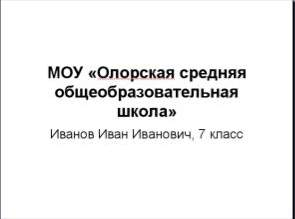 МОУ «Олорская средняя
общеобразовательная
школа»
Иванов Иван Иванович, 7 класс